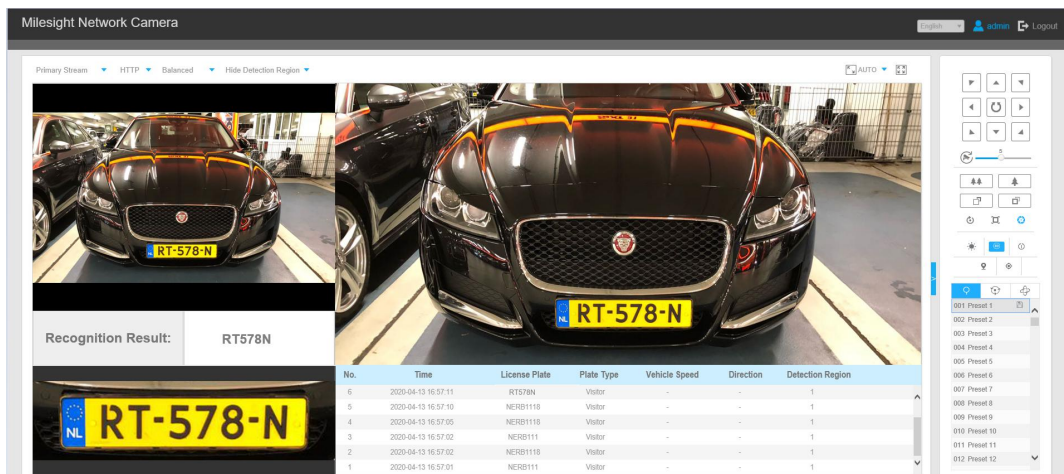 Milesight Network Camera
English admin Logout
Primary Stream HTTP Balanced Hide Detection Region AUTO
RT-578-N
NL
RT-578-N
NL
Recognition Result: RT578N
NL RT-578-N
No. Time License Plate Plate Type Vehicle Speed Direction Detection Region
6 2020-04-13 16:57:11 RT578N Visitor - - 1
5 2020-04-13 16:57:10 NERB1118 Visitor - - 1
4 2020-04-13 16:57:05 NERB1118 Visitor - - 1
3 2020-04-13 16:57:02 NERB111 Visitor - - 1
2 2020-04-13 16:57:02 NERB1118 Visitor - - 1
1 2020-04-13 16:57:01 NERB111 Visitor - - 1
5
001 Preset 1
002 Preset 2
003 Preset 3
004 Preset 4
005 Preset 5
006 Preset 6
007 Preset 7
008 Preset 8
009 Preset 9
010 Preset 10
011 Preset 11
012 Preset 12